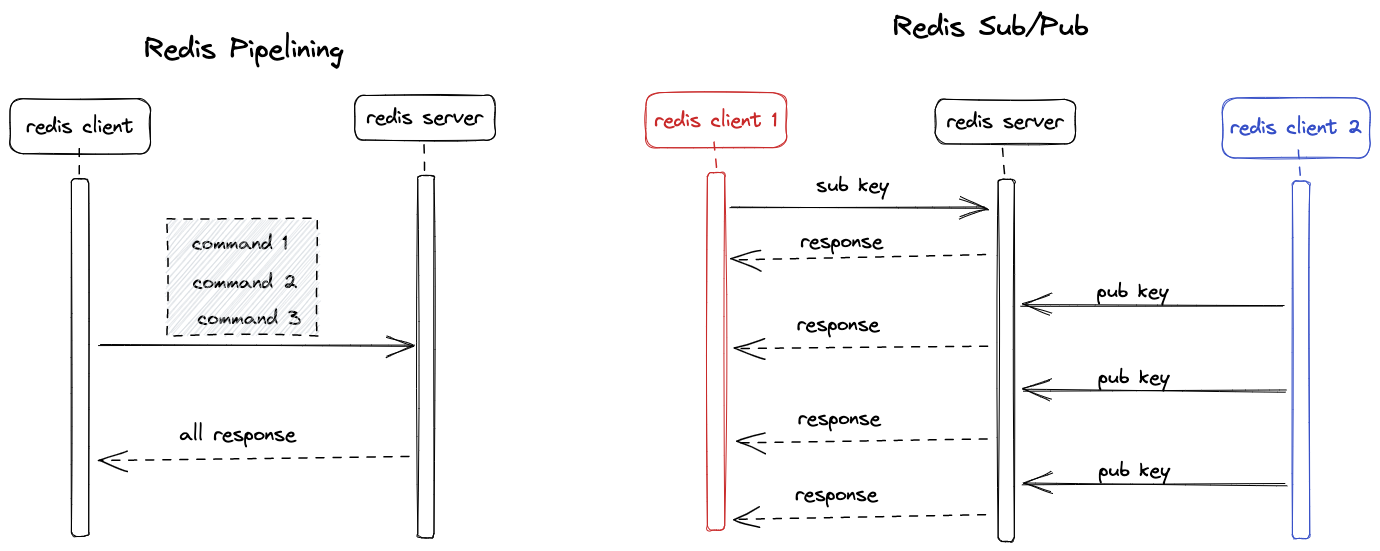 Redis Pipelining
redis client
redis server
command 1
command 2
command 3
all response
Redis Sub/Pub
redis client 1
redis server
redis client 2
sub key
response
pub key
response
pub key
response
pub key
response